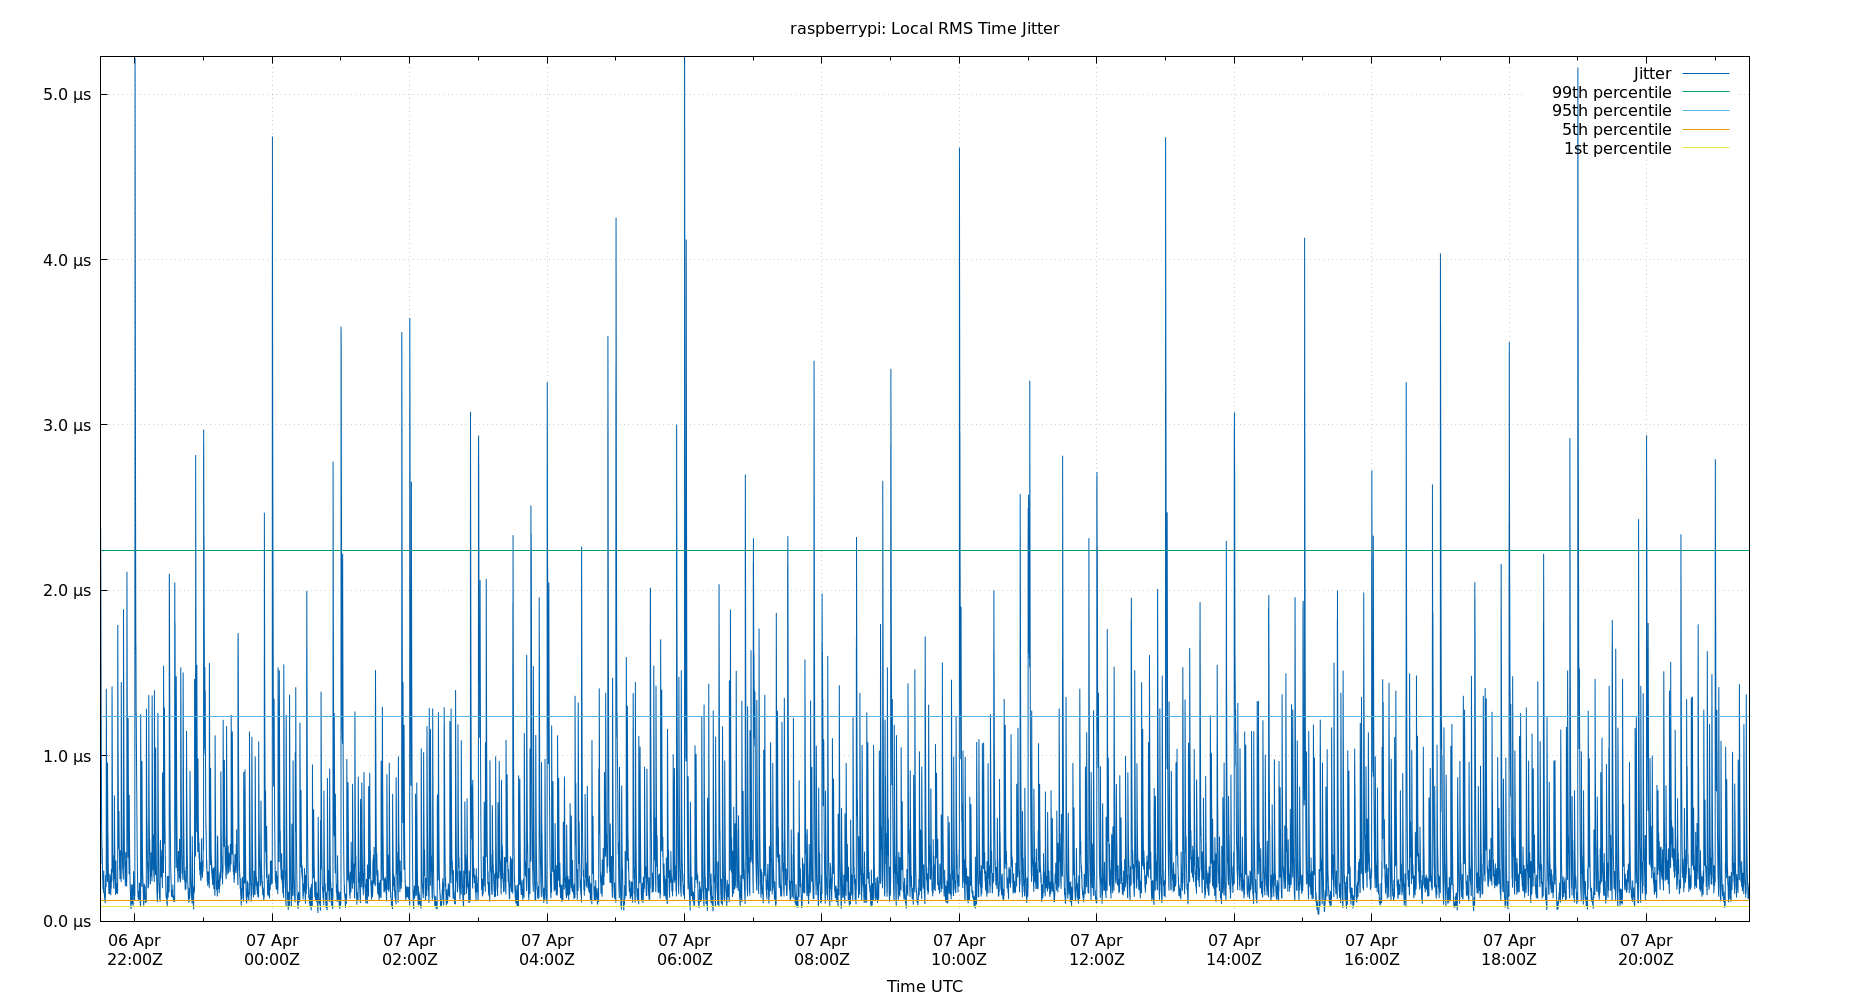 raspberrypi: Local RMS Time Jitter
Jitter
99th percentile
95th percentile
5th percentile
1st percentile
5.0 µs
4.0 µs
3.0 µs
2.0 µs
1.0 µs
0.0 µs
06 Apr 07 Apr 07 Apr 07 Apr 07 Apr 07 Apr 07 Apr 07 Apr 07 Apr 07 Apr 07 Apr 07 Apr
22:00Z 00:00Z 02:00Z 04:00Z 06:00Z 08:00Z 10:00Z 12:00Z 14:00Z 16:00Z 18:00Z 20:00Z
Time UTC